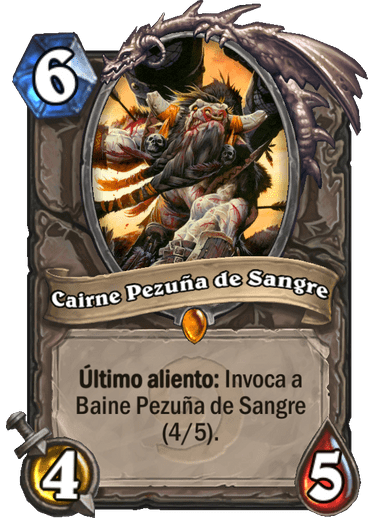 6
Cairne Pezuña de Sangre
Último aliento: Invoca a
Baine Pezuña de Sangre
(4/5).
4
5